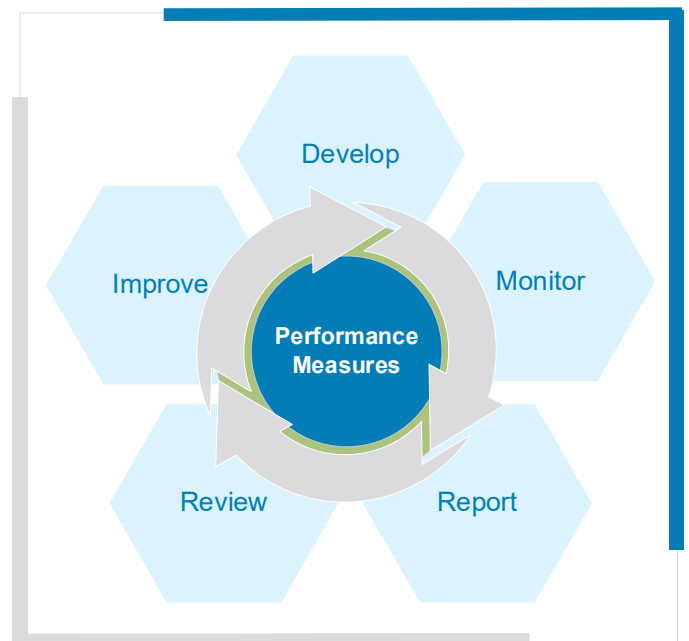 Develop
Improve
Monitor
Performance
Measures
Review
Report